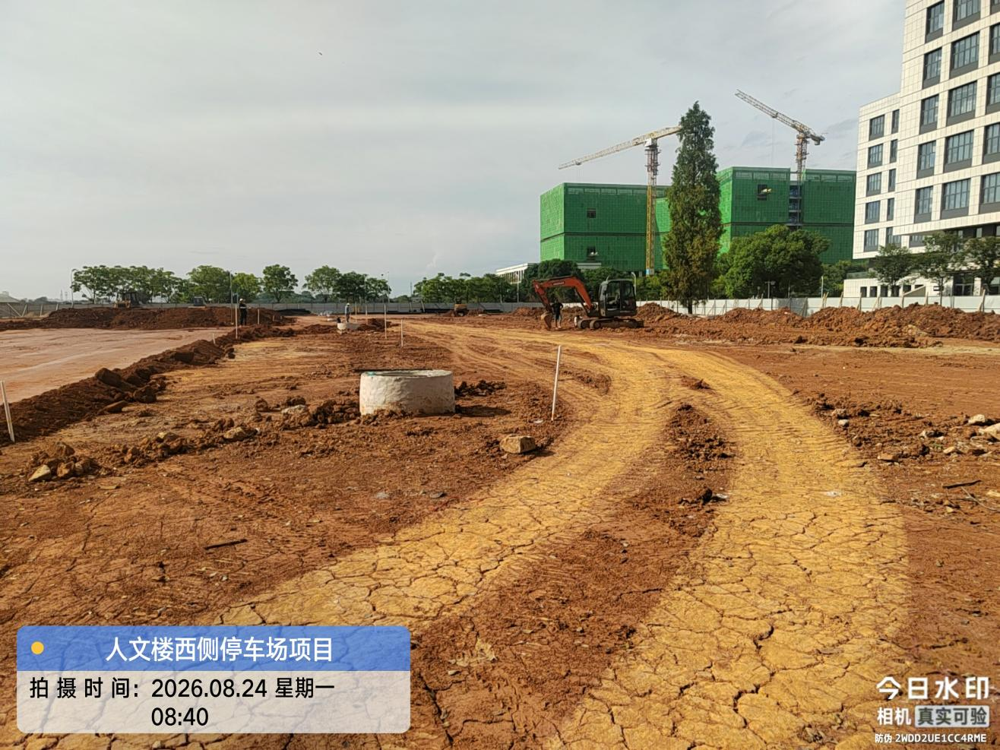 人文楼西侧停车场项目
拍摄时间：2026.08.24 星期一
08:40
今日水印
相机 真实可验
防伪 2WDD2UE1CC4RME